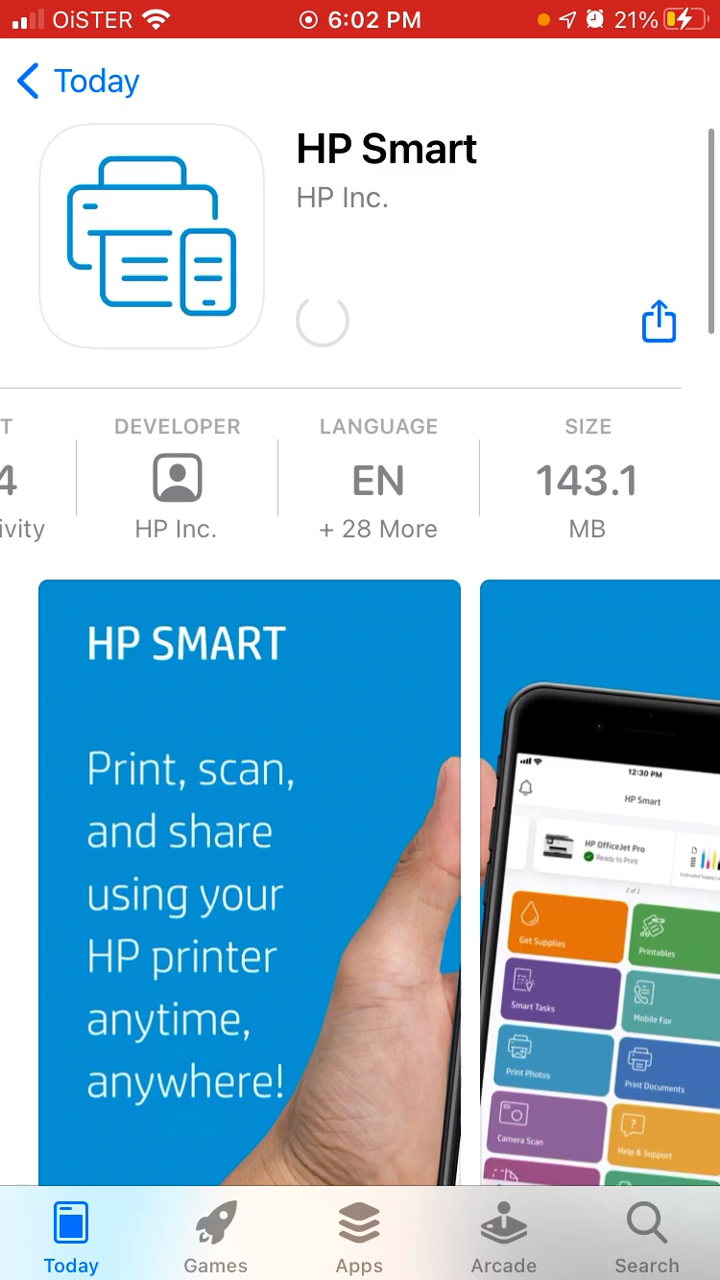 OiSTER 6:02 PM 21%
Today
HP Smart
HP Inc.
T DEVELOPER LANGUAGE SIZE
4 EN 143.1
ivity HP Inc. + 28 More MB
HP SMART
Print, scan,
and share
using your
HP printer
anytime,
anywhere!
12:30 PM
HP Smart
HP OfficeJet Pro
Ready to Print
2 of 2
Get Supplies Printables
Smart Tasks Mobile Fax
Print Photos Print Documents
Camera Scan Help & Support
Today Games Apps Arcade Search